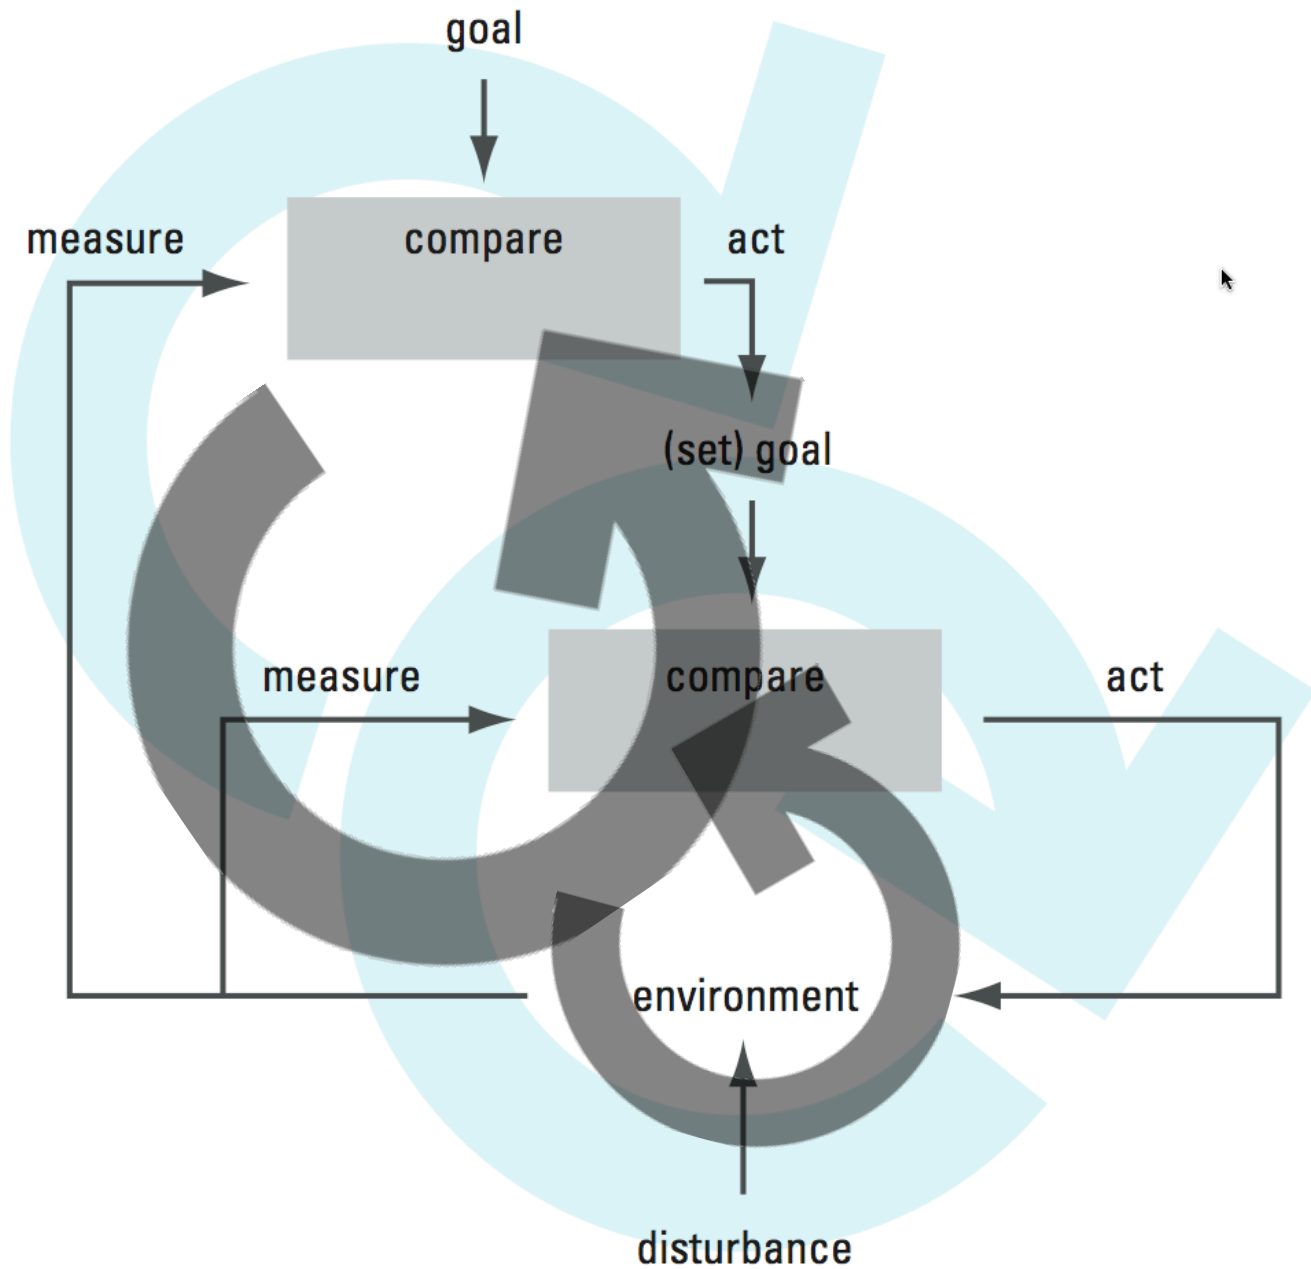 goal
measure
compare
act
(set) goal
measure
compare
act
environment
disturbance